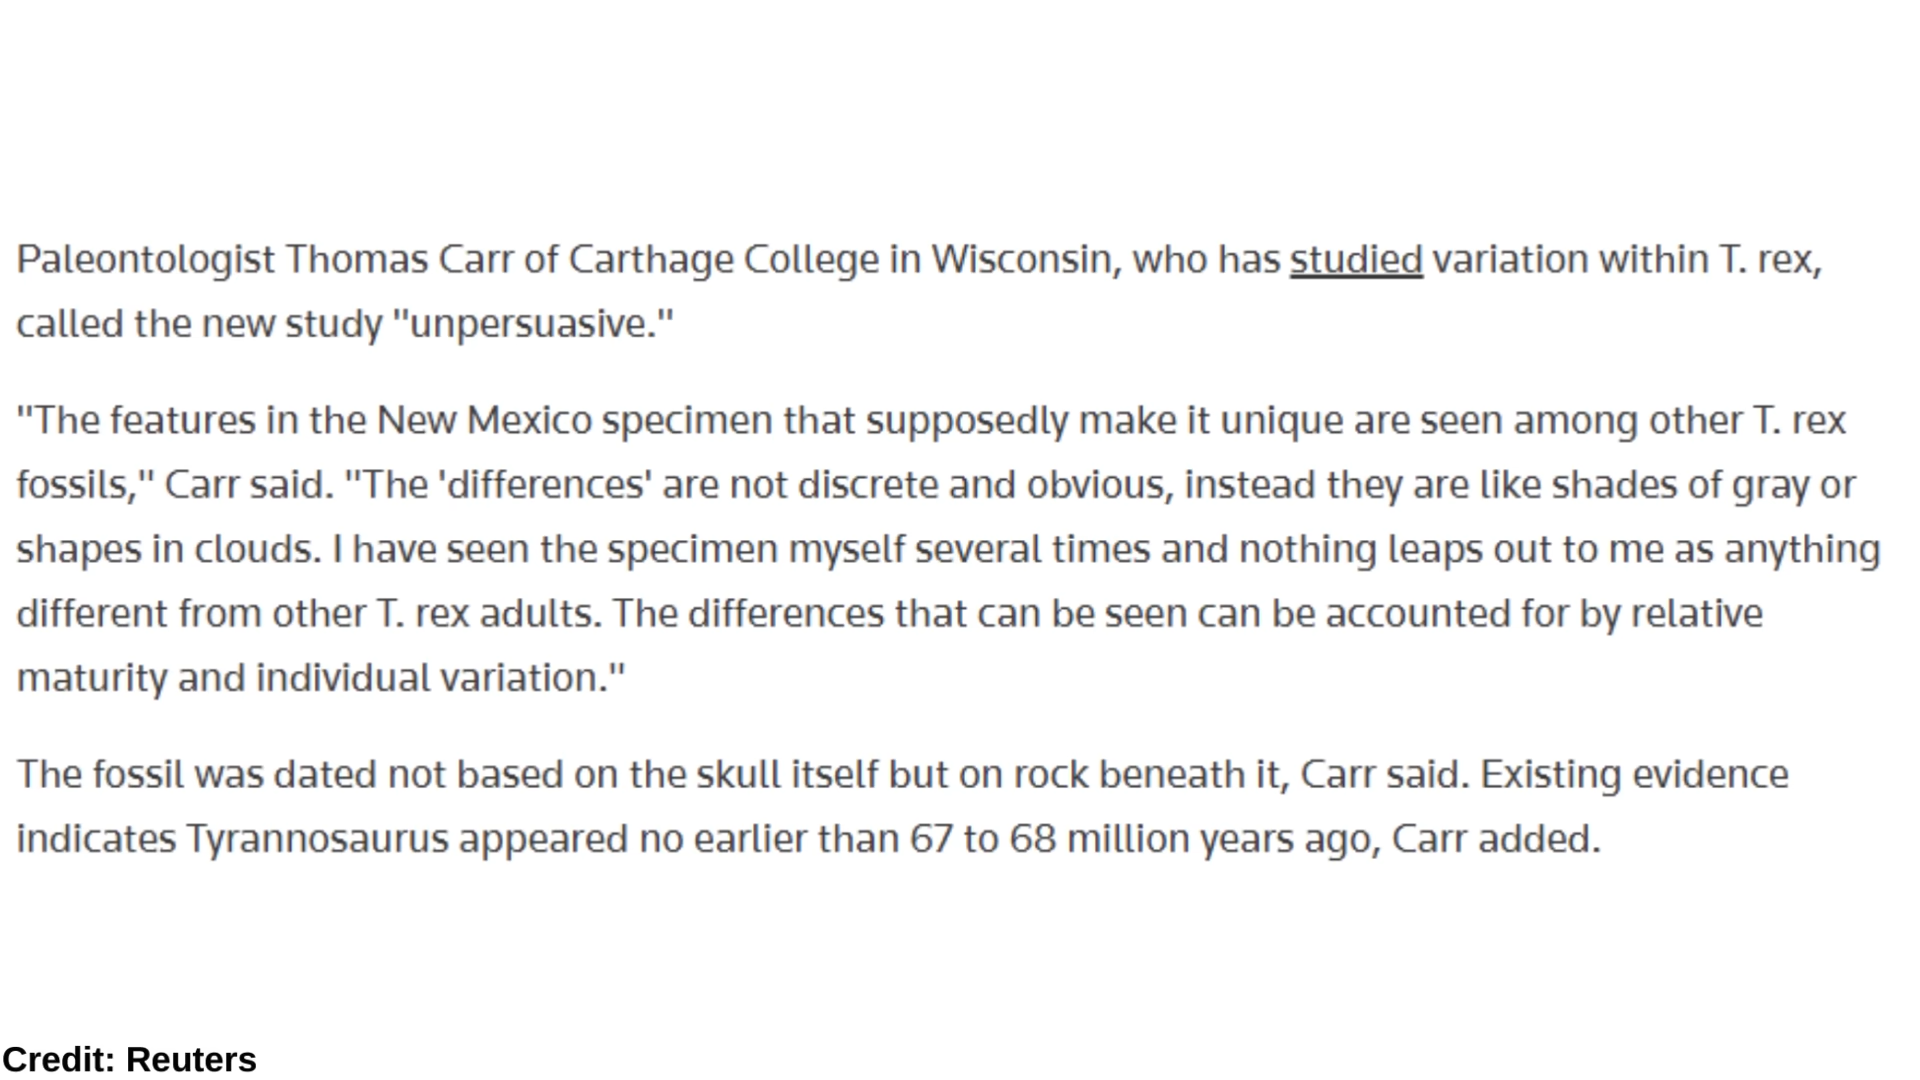 Paleontologist Thomas Carr of Carthage College in Wisconsin, who has studied variation within T. rex,
called the new study "unpersuasive."
"The features in the New Mexico specimen that supposedly make it unique are seen among other T. rex
fossils," Carr said. "The 'differences' are not discrete and obvious, instead they are like shades of gray or
shapes in clouds. I have seen the specimen myself several times and nothing leaps out to me as anything
different from other T. rex adults. The differences that can be seen can be accounted for by relative
maturity and individual variation."
The fossil was dated not based on the skull itself but on rock beneath it, Carr said. Existing evidence
indicates Tyrannosaurus appeared no earlier than 67 to 68 million years ago, Carr added.
Credit: Reuters